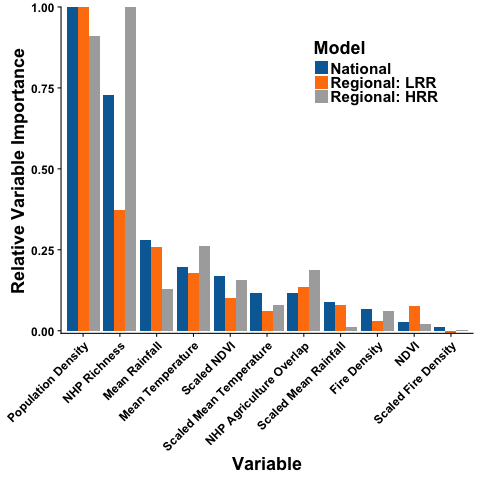 Relative Variable Importance
1.00
0.75
0.50
0.25
0.00
Model
National
Regional: LRR
Regional: HRR
Population Density
NHP Richness
Mean Rainfall
Mean Temperature
Scaled NDVI
Scaled Mean Temperature
NHP Agriculture Overlap
Scaled Mean Rainfall
Fire Density
NDVI
Scaled Fire Density
Variable